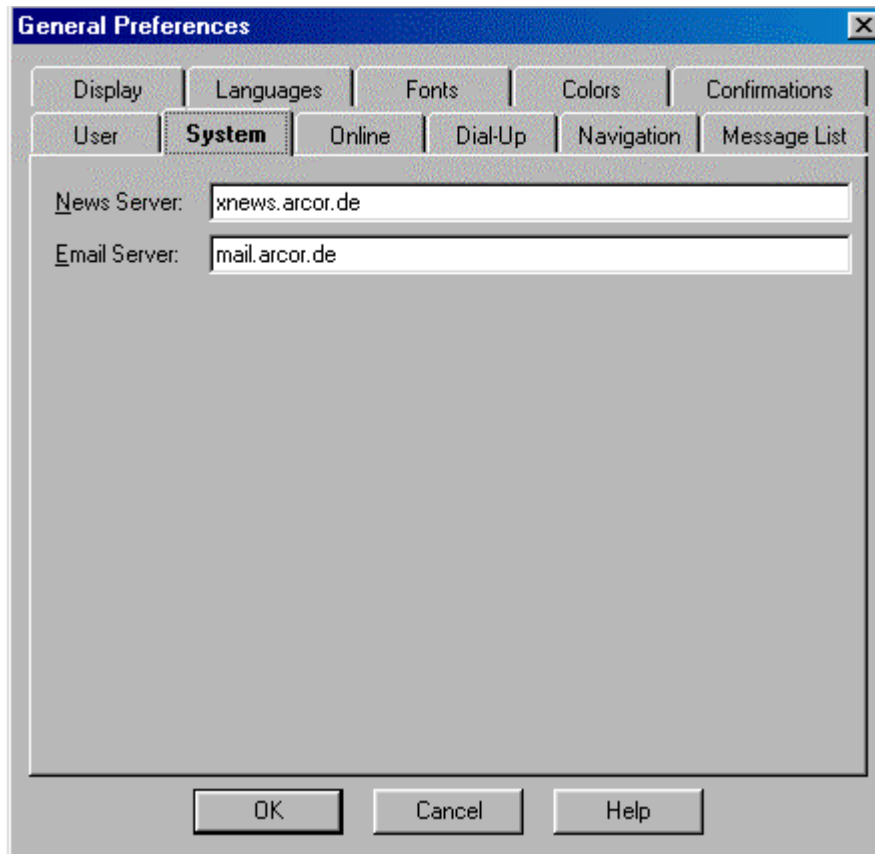 General Preferences
Display Languages Fonts Colors Confirmations
User System Online Dial-Up Navigation Message List
News Server: xnews.arcor.de
Email Server: mail.arcor.de
OK Cancel Help